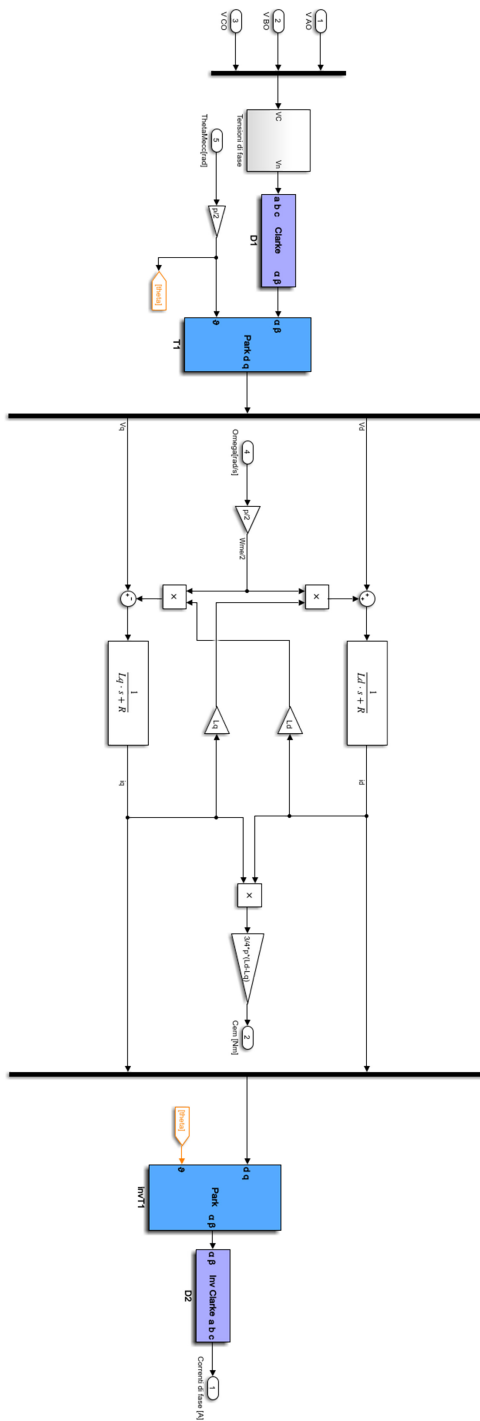 1
V AO
2
V BO
3
V CO
VC
Vn
Tensioni di fase
a b c
Clarke
α β
D1
5
ThetaMecc[rad]
p/2
[theta]
α β
ϑ
Park d q
T1
Vd
Vq
4
Omega[rad/s]
p/2
Wme/2
×
×
+
+
+
-
1
Ld · s + R
1
Lq · s + R
Ld
Lq
id
iq
×
3/4*p*(Ld-Lq)
2
Cem [Nm]
[theta]
d q
ϑ
Park
α β
InvT1
α β
Inv Clarke
a b c
D2
1
Correnti di fase [A]